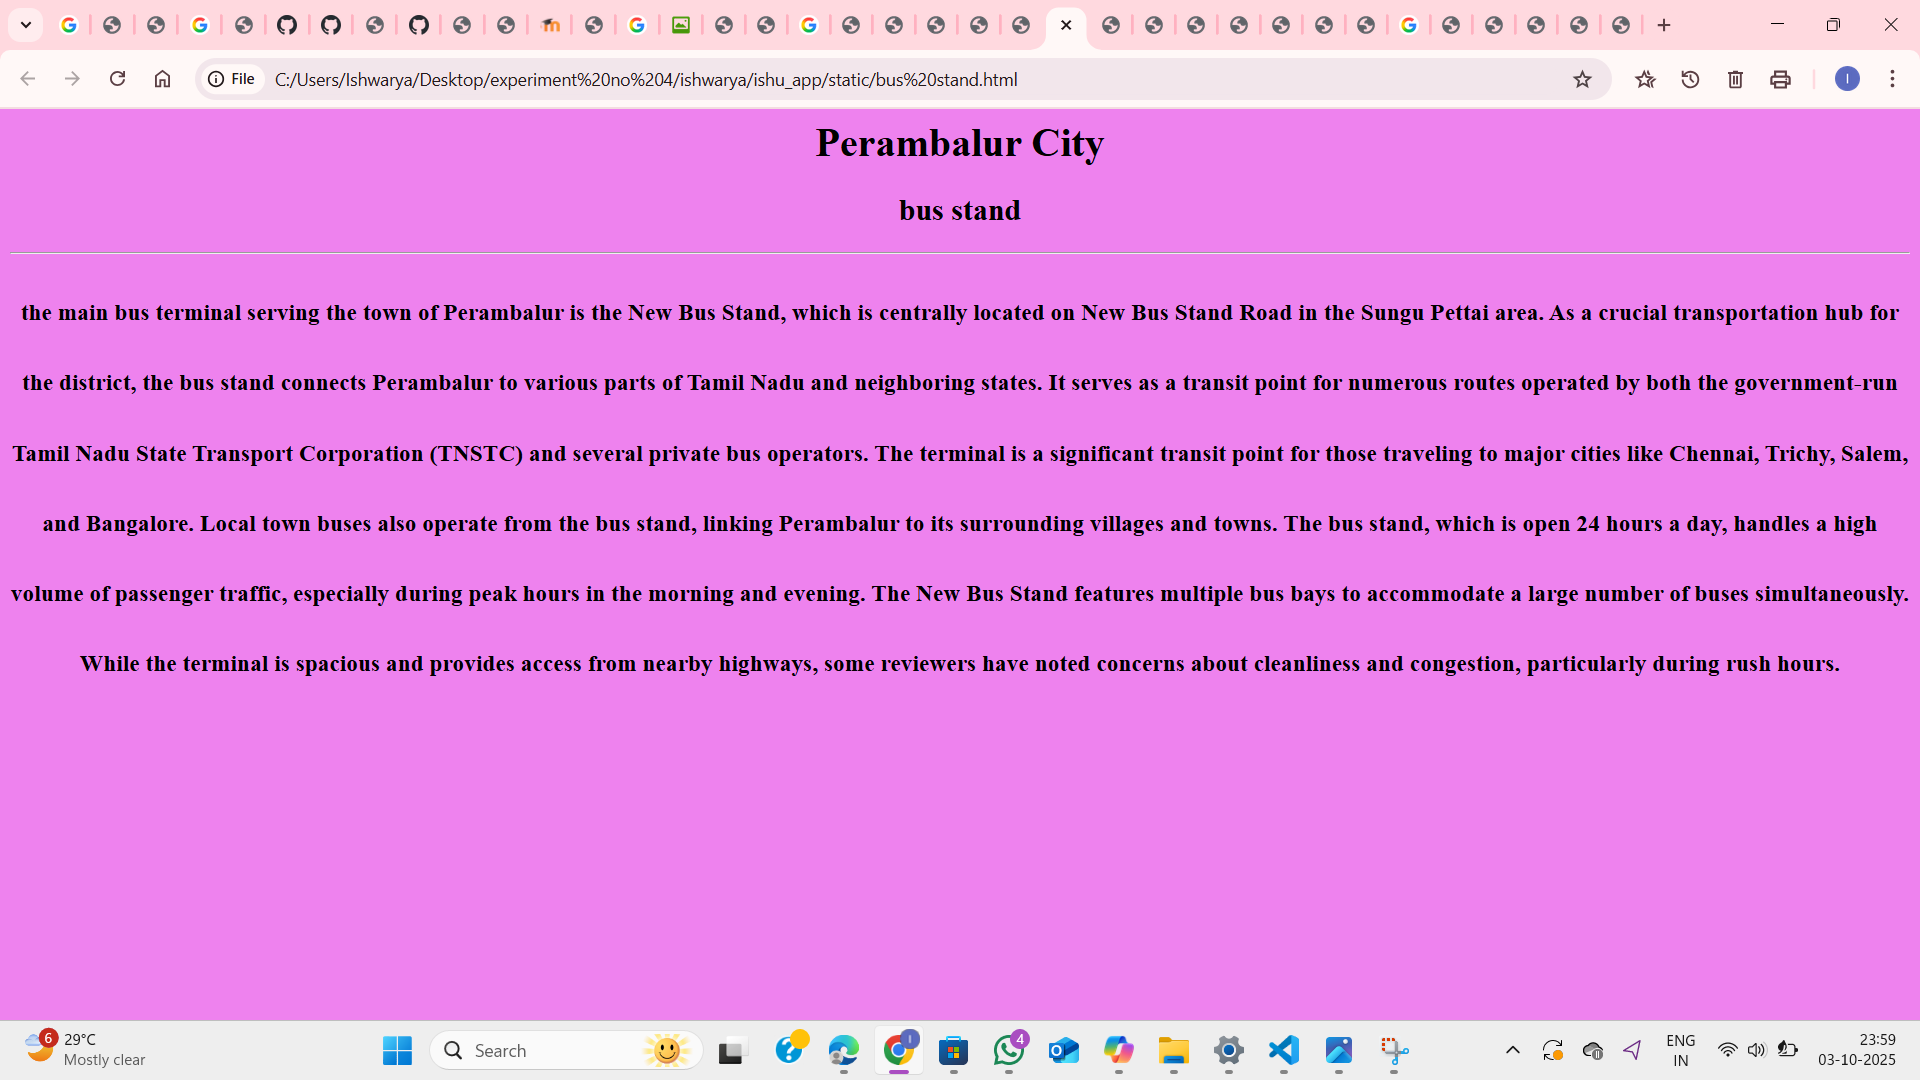 File
C:/Users/Ishwarya/Desktop/experiment%20no%204/ishwarya/ishu_app/static/bus%20stand.html
I
Perambalur City
bus stand
the main bus terminal serving the town of Perambalur is the New Bus Stand, which is centrally located on New Bus Stand Road in the Sungu Pettai area. As a crucial transportation hub for
the district, the bus stand connects Perambalur to various parts of Tamil Nadu and neighboring states. It serves as a transit point for numerous routes operated by both the government-run
Tamil Nadu State Transport Corporation (TNSTC) and several private bus operators. The terminal is a significant transit point for those traveling to major cities like Chennai, Trichy, Salem,
and Bangalore. Local town buses also operate from the bus stand, linking Perambalur to its surrounding villages and towns. The bus stand, which is open 24 hours a day, handles a high
volume of passenger traffic, especially during peak hours in the morning and evening. The New Bus Stand features multiple bus bays to accommodate a large number of buses simultaneously.
While the terminal is spacious and provides access from nearby highways, some reviewers have noted concerns about cleanliness and congestion, particularly during rush hours.
6
29°C
Mostly clear
Search
I
4
ENG
IN
23:59
03-10-2025